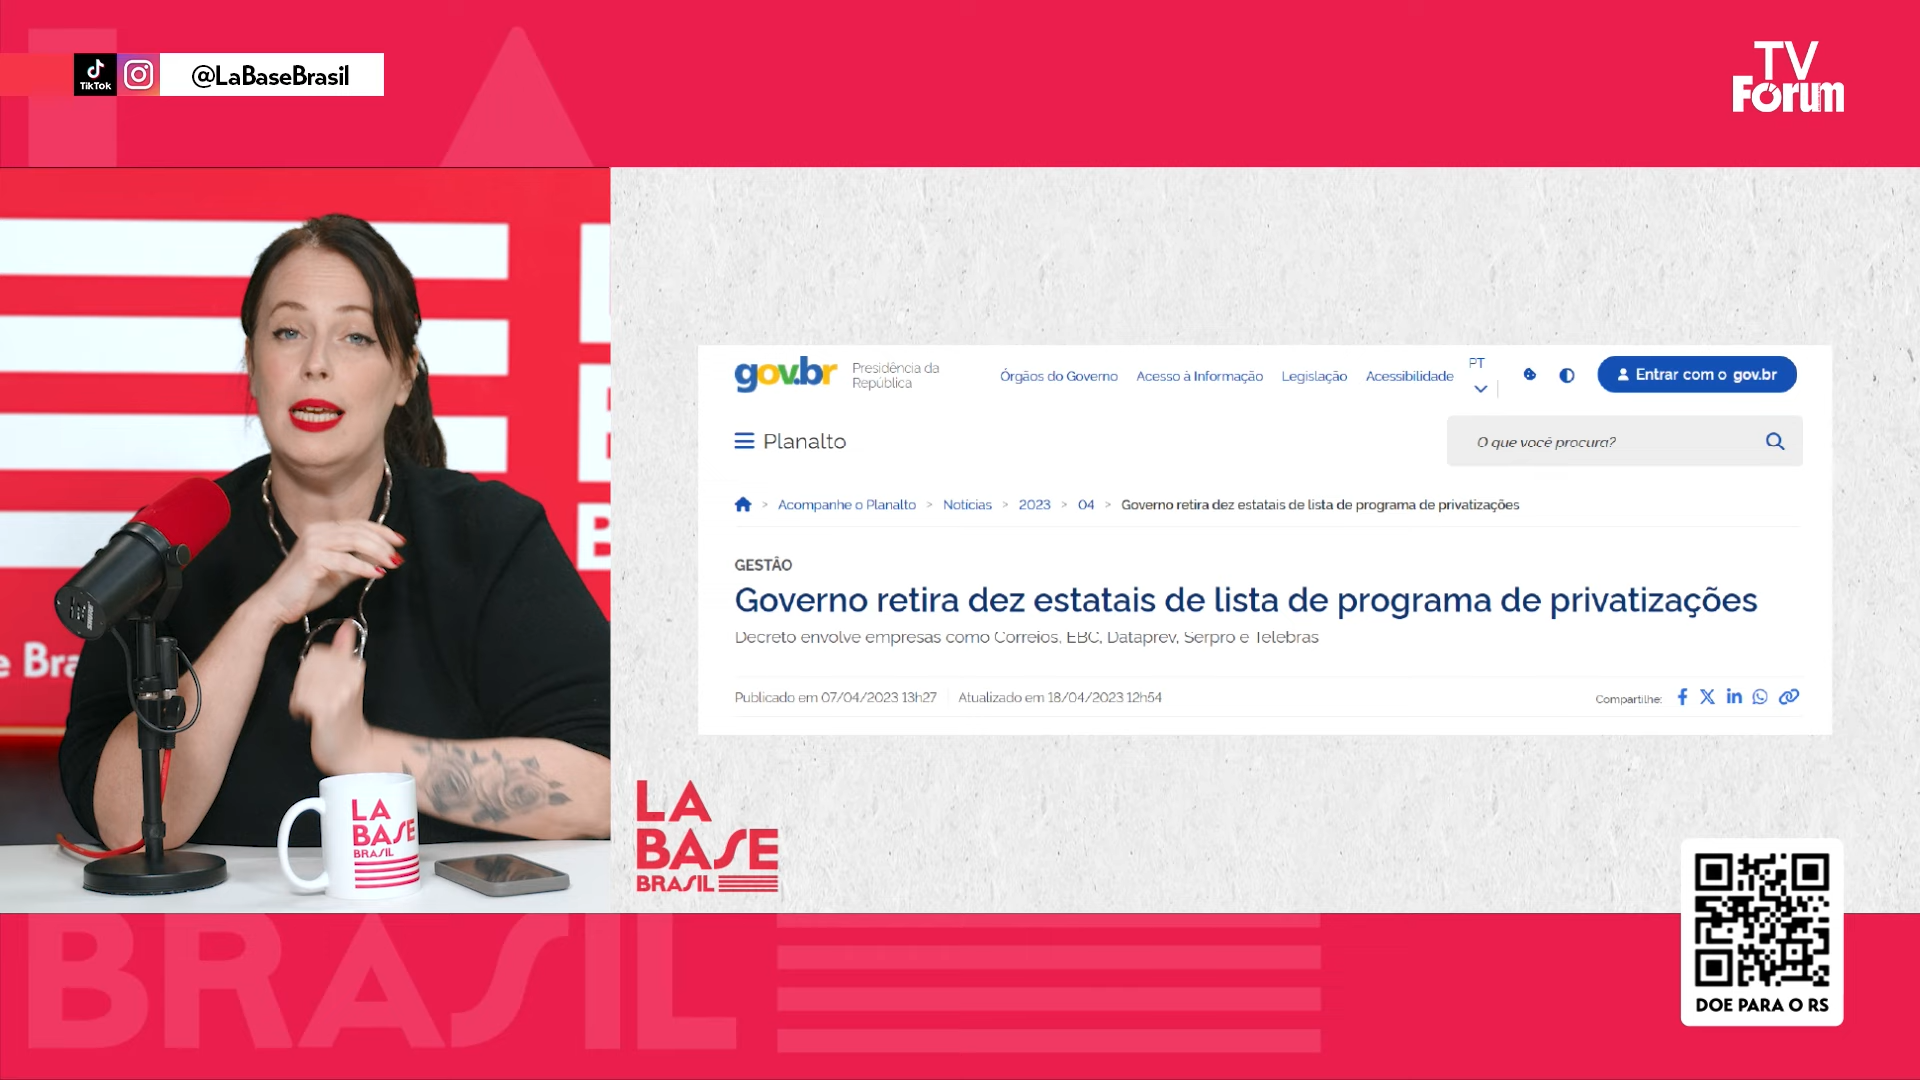 TikTok
@LaBaseBrasil
TV
Fórum
gov.br
Presidência da
República
Órgãos do Governo
Acesso à Informação
Legislação
Acessibilidade
PT
Entrar com o gov.br
Planalto
O que você procura?
> Acompanhe o Planalto > Notícias > 2023 > 04 > Governo retira dez estatais de lista de programa de privatizações
GESTÃO
Governo retira dez estatais de lista de programa de privatizações
Decreto envolve empresas como Correios, EBC, Dataprev, Serpro e Telebras
Publicado em 07/04/2023 13h27
Atualizado em 18/04/2023 12h54
Compartilhe:
e Bra
LA
BASE
BRASIL
LA
BASE
BRASIL
BRASIL
DOE PARA O RS